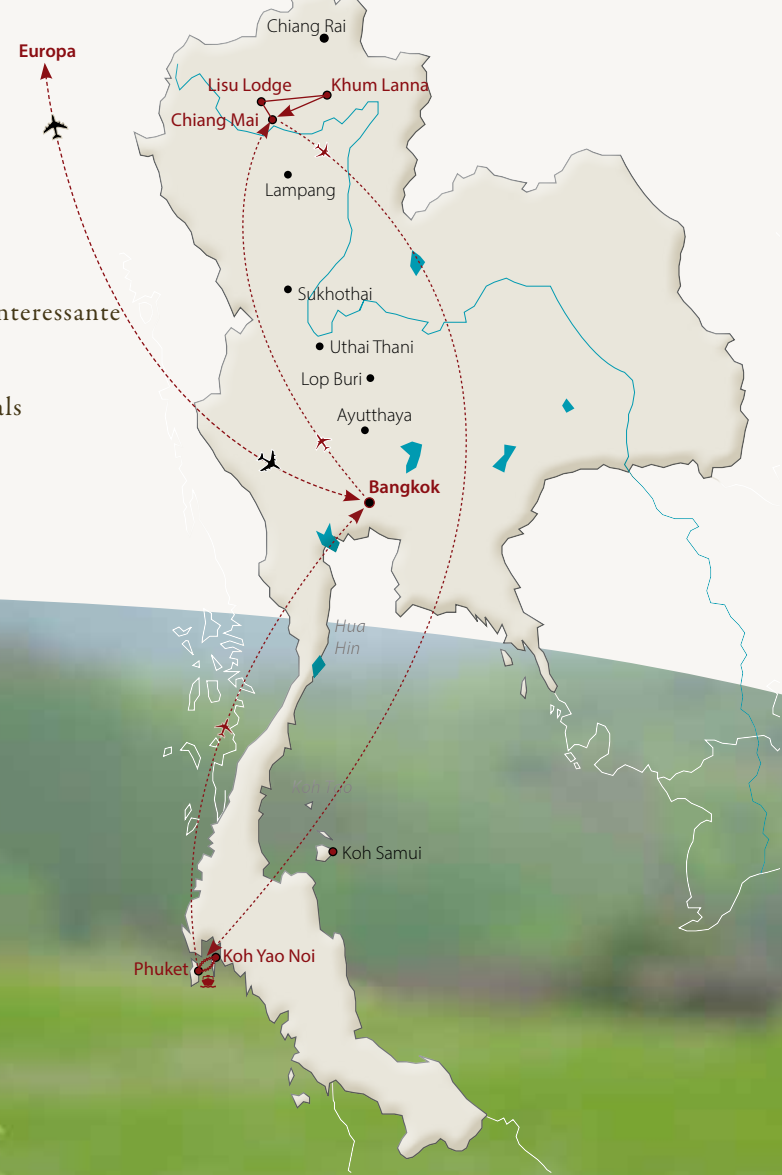 Chiang Rai
Europa
Lisu Lodge
Khum Lanna
Chiang Mai
Lampang
Sukhothai
nteressante
Uthai Thani
Lop Buri
als
Ayutthaya
Bangkok
Hua
Hin
Koh Samui
Koh Yao Noi
Phuket